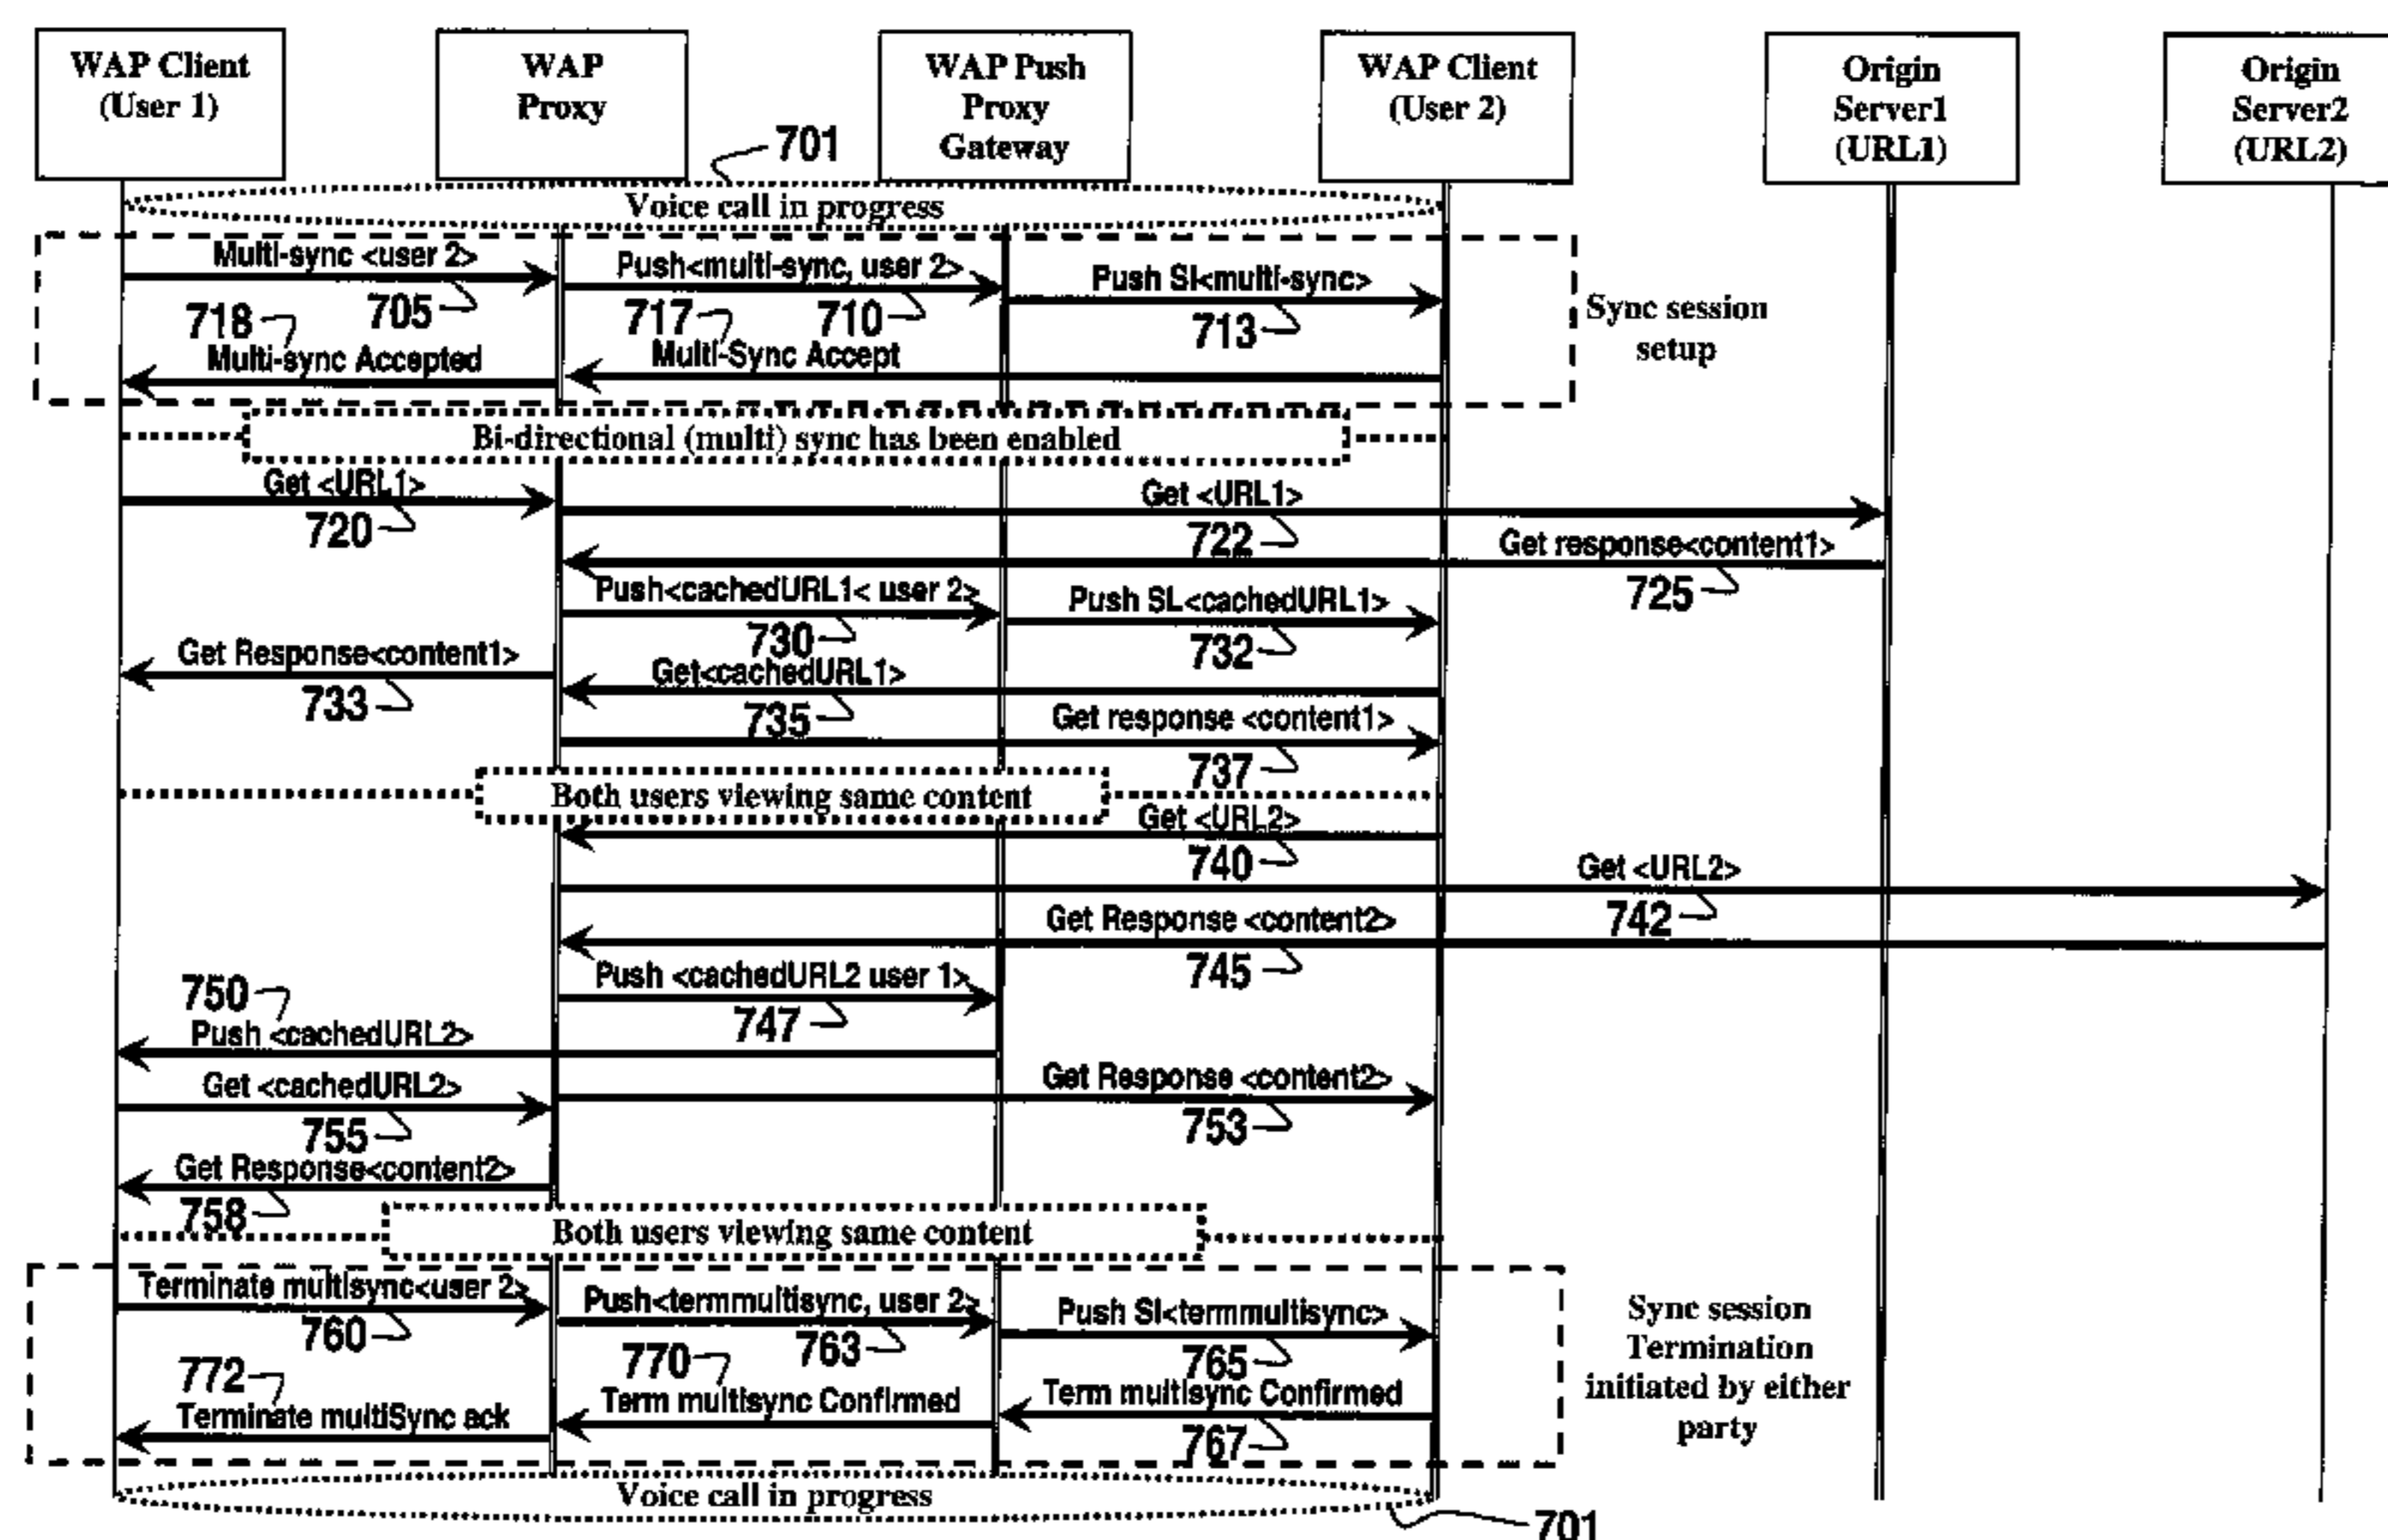 WAP Client
(User 1)
WAP
Proxy
WAP Push
Proxy
Gateway
WAP Client
(User 2)
Origin
Server1
(URL1)
Origin
Server2
(URL2)
701
Voice call in progress
Multi-sync <user 2>
705
Push<multi-sync, user 2>
710
Push SI<multi-sync>
713
Sync session
setup
718
Multi-sync Accepted
717
Multi-Sync Accept
Bi-directional (multi) sync has been enabled
Get <URL1>
720
Get <URL1>
722
Get response<content1>
725
Push<cachedURL1< user 2>
730
Push SL<cachedURL1>
732
Get Response<content1>
733
Get<cachedURL1>
735
Get response <content1>
737
Both users viewing same content
Get <URL2>
740
Get <URL2>
742
Get Response <content2>
745
Push <cachedURL2 user 1>
747
750
Push <cachedURL2>
Get <cachedURL2>
755
Get Response <content2>
753
Get Response<content2>
758
Both users viewing same content
Terminate multisync<user 2>
760
Push<termmultisync, user 2>
763
Push SI<termmultisync>
765
Sync session
Termination
initiated by either
party
772
Terminate multiSync ack
770
Term multisync Confirmed
Term multisync Confirmed
767
Voice call in progress
701